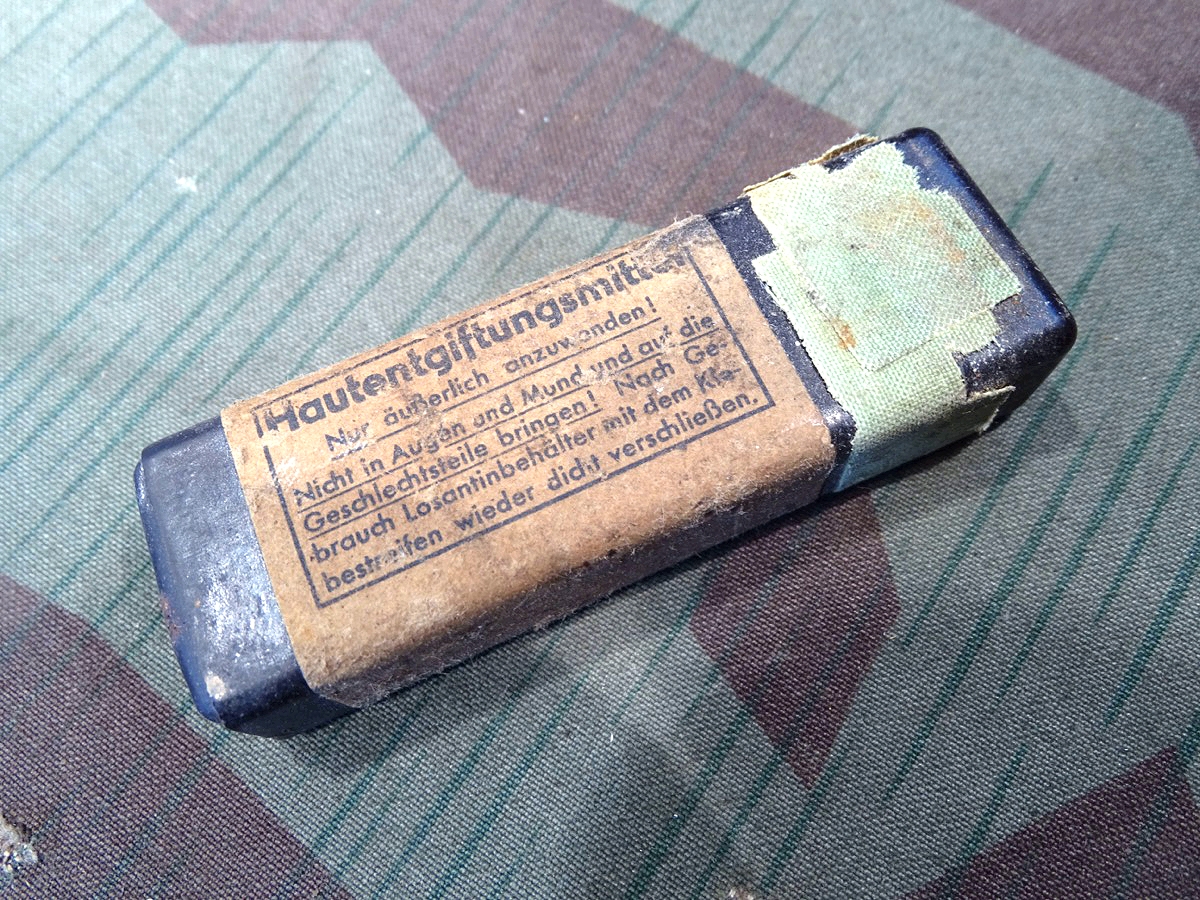 Hautentgiftungsmittel
Nur äußerlich anzuwenden!
Nicht in Augen und Mund und auf die
Geschlechtsteile bringen! Nach Ge-
brauch Losantinbehälter mit dem Kle-
bestreifen wieder dicht verschließen.